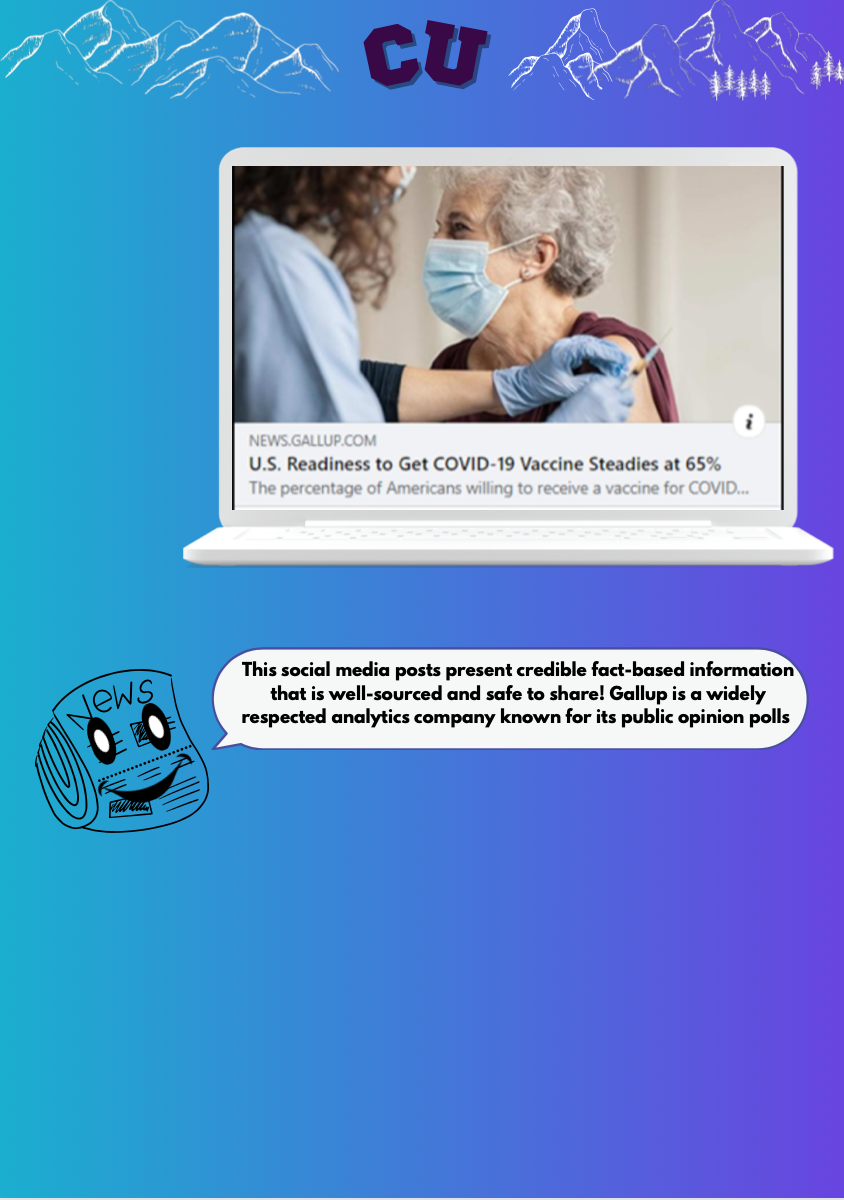 CU
NEWS.GALLUP.COM
U.S. Readiness to Get COVID-19 Vaccine Steadies at 65%
The percentage of Americans willing to receive a vaccine for COVID...
i
This social media posts present credible fact-based information
that is well-sourced and safe to share! Gallup is a widely
respected analytics company known for its public opinion polls
News